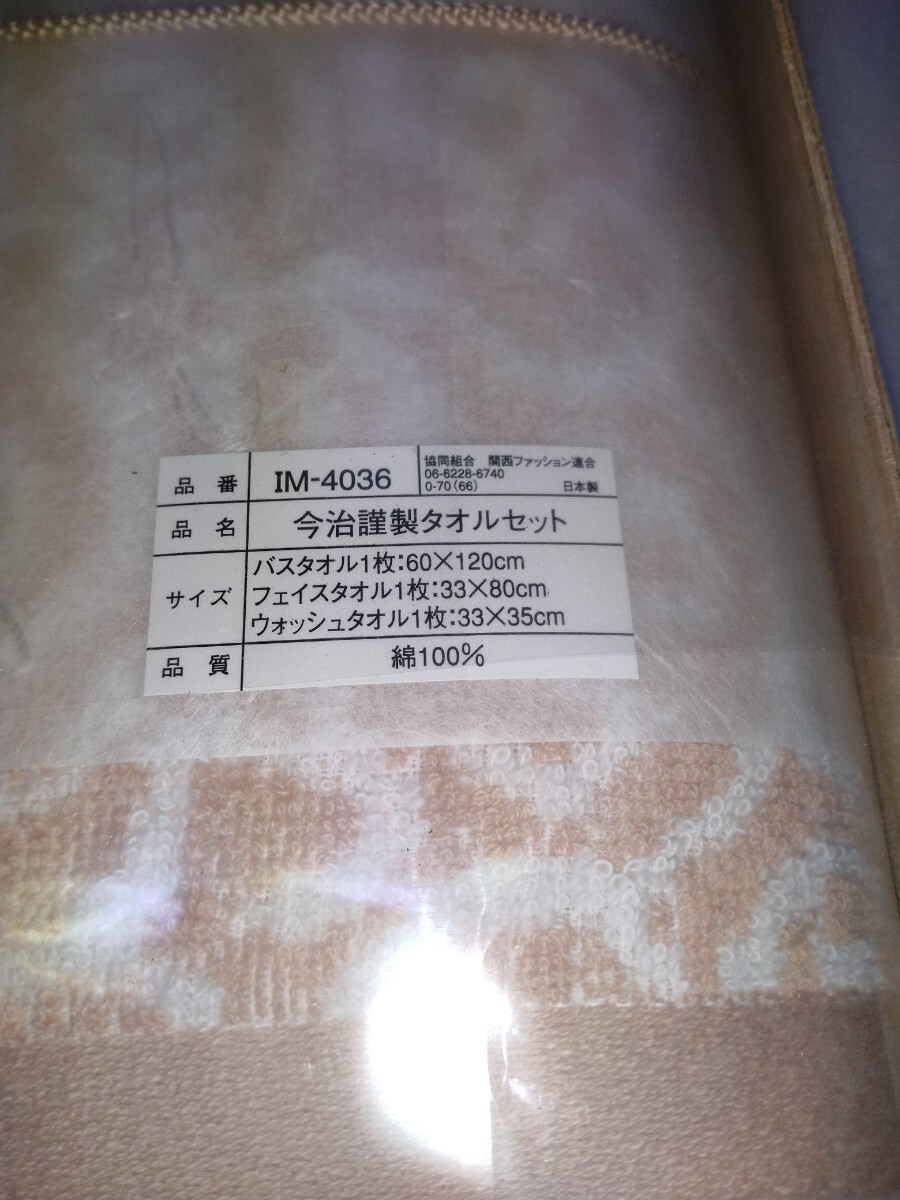 品番 IM-4036
協同組合 関西ファッション連合
06-6228-6740
0-70(66) 日本製
品名 今治謹製タオルセット
サイズ
バスタオル1枚:60×120cm
フェイスタオル1枚:33×80cm
ウォッシュタオル1枚:33×35cm
品質 綿100%